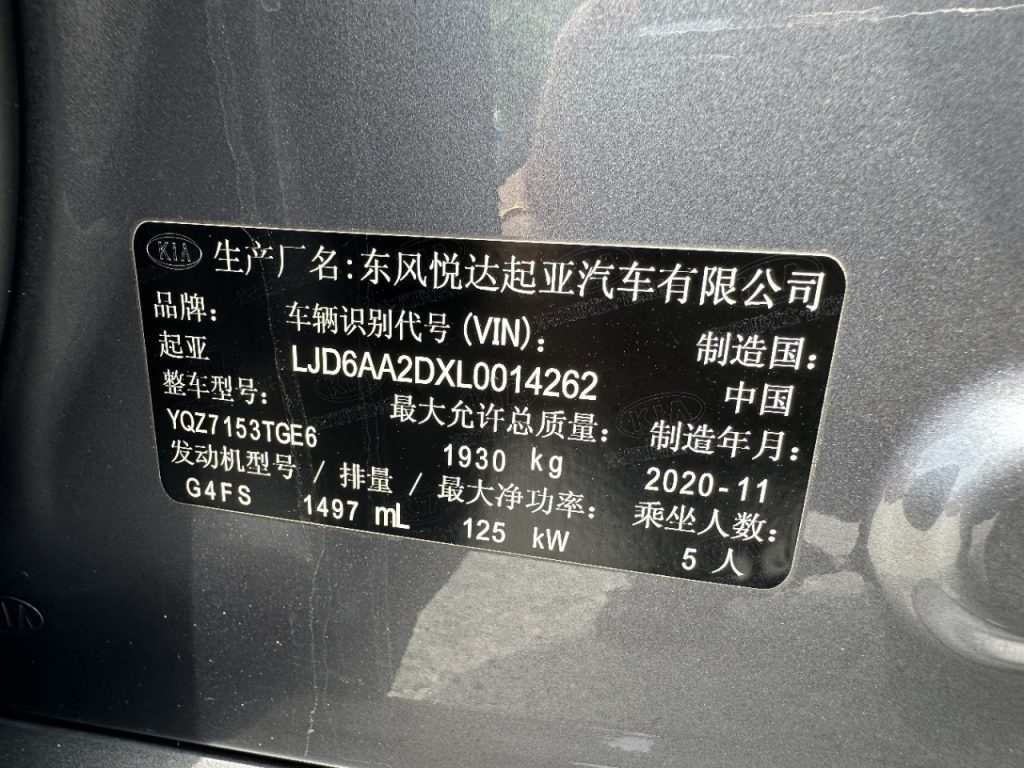 KIA 生产厂名:东风悦达起亚汽车有限公司
品牌: 车辆识别代号(VIN): 制造国:
起亚 LJD6AA2DXL0014262 中国
整车型号: 最大允许总质量: 制造年月:
YQZ7153TGE6 1930 kg 2020-11
发动机型号 / 排量 / 最大净功率: 乘坐人数:
G4FS 1497 mL 125 kW 5 人